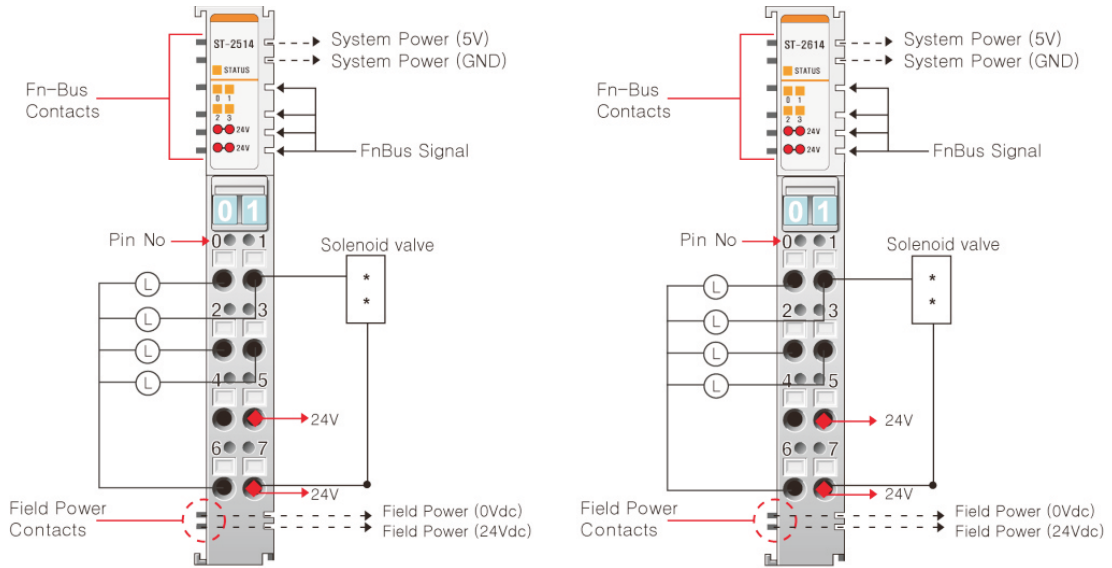 ST-2514
STATUS
0 1
2 3
24V
24V
System Power (5V)
System Power (GND)
Fn-Bus
Contacts
FnBus Signal
01
Pin No
0 1
Solenoid valve
*
*
L
2 3
L
L
4 5
L
24V
6 7
24V
Field Power
Contacts
Field Power (0Vdc)
Field Power (24Vdc)
ST-2614
STATUS
0 1
2 3
24V
24V
System Power (5V)
System Power (GND)
Fn-Bus
Contacts
FnBus Signal
01
Pin No
0 1
Solenoid valve
*
*
L
2 3
L
L
4 5
L
24V
6 7
24V
Field Power
Contacts
Field Power (0Vdc)
Field Power (24Vdc)